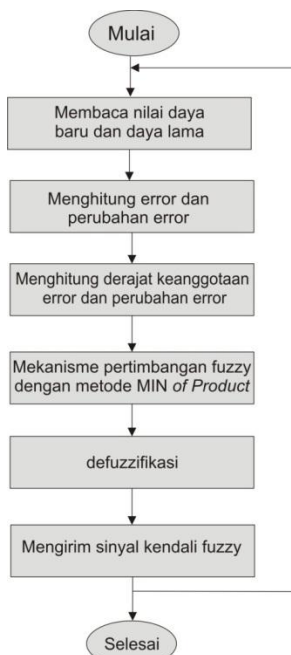 Mulai
Membaca nilai daya
baru dan daya lama
Menghitung error dan
perubahan error
Menghitung derajat keanggotaan
error dan perubahan error
Mekanisme pertimbangan fuzzy
dengan metode MIN of Product
defuzzifikasi
Mengirim sinyal kendali fuzzy
Selesai